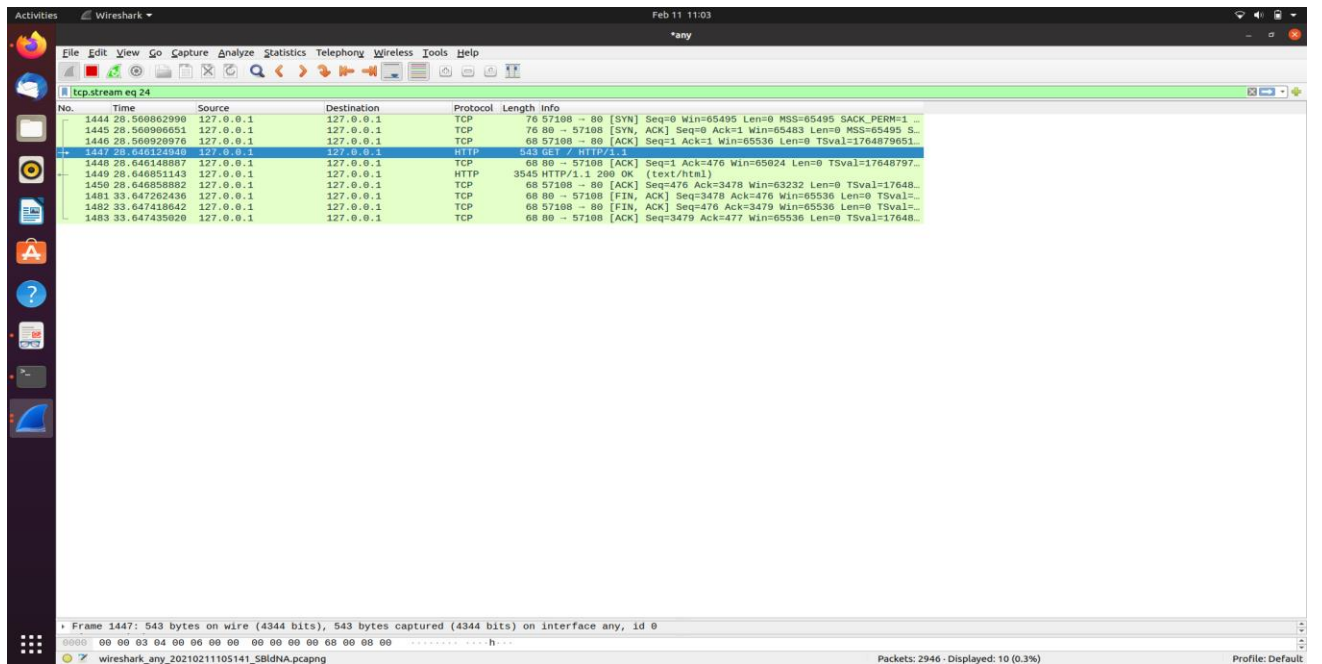 Activities Wireshark Feb 11 11:03
*any
File Edit View Go Capture Analyze Statistics Telephony Wireless Tools Help
tcp.stream eq 24
No. Time Source Destination Protocol Length Info
1444 28.560862990 127.0.0.1 127.0.0.1 TCP 76 57108 → 80 [SYN] Seq=0 Win=65495 Len=0 MSS=65495 SACK_PERM=1 …
1445 28.560906651 127.0.0.1 127.0.0.1 TCP 76 80 → 57108 [SYN, ACK] Seq=0 Ack=1 Win=65483 Len=0 MSS=65495 S…
1446 28.560920976 127.0.0.1 127.0.0.1 TCP 68 57108 → 80 [ACK] Seq=1 Ack=1 Win=65536 Len=0 TSval=1764879651…
1447 28.646124940 127.0.0.1 127.0.0.1 HTTP 543 GET / HTTP/1.1
1448 28.646148887 127.0.0.1 127.0.0.1 TCP 68 80 → 57108 [ACK] Seq=1 Ack=476 Win=65024 Len=0 TSval=17648797…
1449 28.646851143 127.0.0.1 127.0.0.1 HTTP 3545 HTTP/1.1 200 OK (text/html)
1450 28.646858882 127.0.0.1 127.0.0.1 TCP 68 57108 → 80 [ACK] Seq=476 Ack=3478 Win=63232 Len=0 TSval=17648…
1481 33.647262436 127.0.0.1 127.0.0.1 TCP 68 80 → 57108 [FIN, ACK] Seq=3478 Ack=476 Win=65536 Len=0 TSval=…
1482 33.647418642 127.0.0.1 127.0.0.1 TCP 68 57108 → 80 [FIN, ACK] Seq=476 Ack=3479 Win=65536 Len=0 TSval=…
1483 33.647435020 127.0.0.1 127.0.0.1 TCP 68 80 → 57108 [ACK] Seq=3479 Ack=477 Win=65536 Len=0 TSval=17648…
Frame 1447: 543 bytes on wire (4344 bits), 543 bytes captured (4344 bits) on interface any, id 0
0000 00 00 03 04 00 06 00 00 00 00 00 00 68 00 08 00 ········ ····h···
wireshark_any_20210211105141_SBldNA.pcapng Packets: 2946 · Displayed: 10 (0.3%) Profile: Default